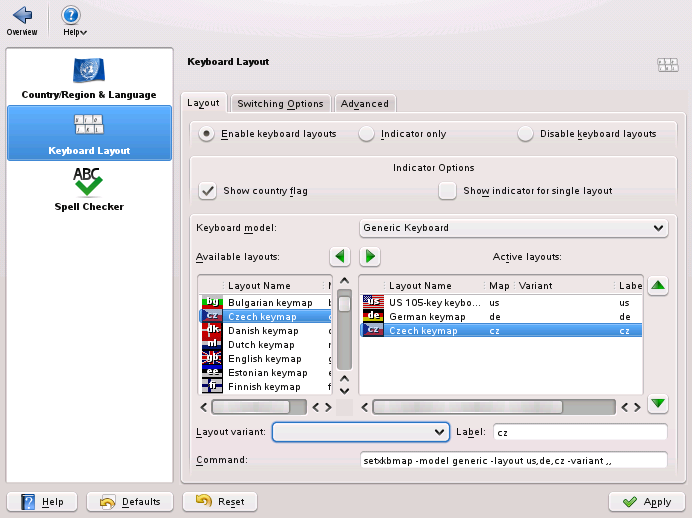 Overview
Help
Country/Region & Language
Keyboard Layout
ABC
Spell Checker
Keyboard Layout
Layout
Switching Options
Advanced
Enable keyboard layouts
Indicator only
Disable keyboard layouts
Indicator Options
Show country flag
Show indicator for single layout
Keyboard model:
Generic Keyboard
Available layouts:
Active layouts:
Layout Name
bg Bulgarian keymap
cz Czech keymap
dk Danish keymap
nl Dutch keymap
gb English keymap
ee Estonian keymap
fi Finnish keymap f
Layout Name Map Variant Labe
us US 105-key keybo... us us
de German keymap de de
cz Czech keymap cz cz
Layout variant:
Label: cz
Command:
setxkbmap -model generic -layout us,de,cz -variant ,,
Help
Defaults
Reset
Apply